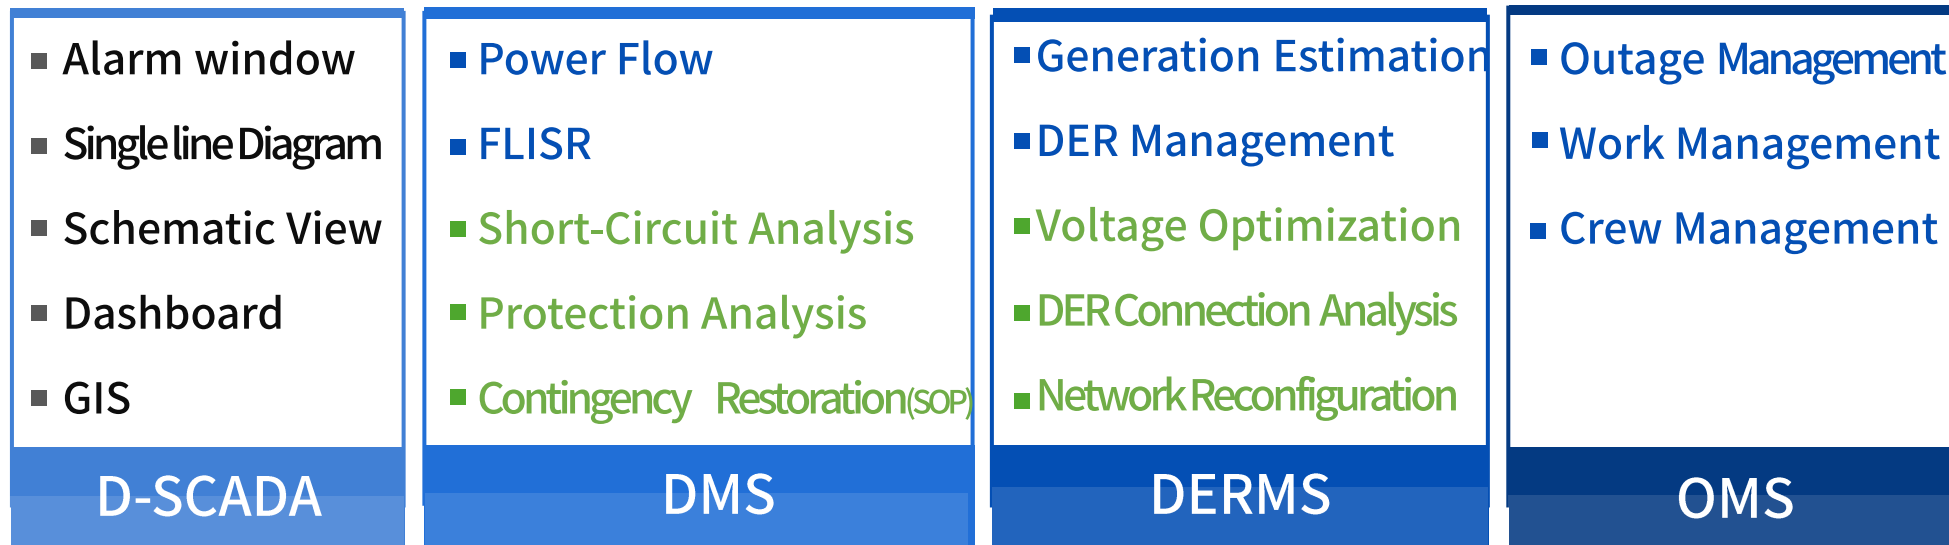 Alarm window
Single line Diagram
Schematic View
Dashboard
GIS
D-SCADA
Power Flow
FLISR
Short-Circuit Analysis
Protection Analysis
Contingency Restoration(SOP)
DMS
Generation Estimation
DER Management
Voltage Optimization
DER Connection Analysis
Network Reconfiguration
DERMS
Outage Management
Work Management
Crew Management
OMS